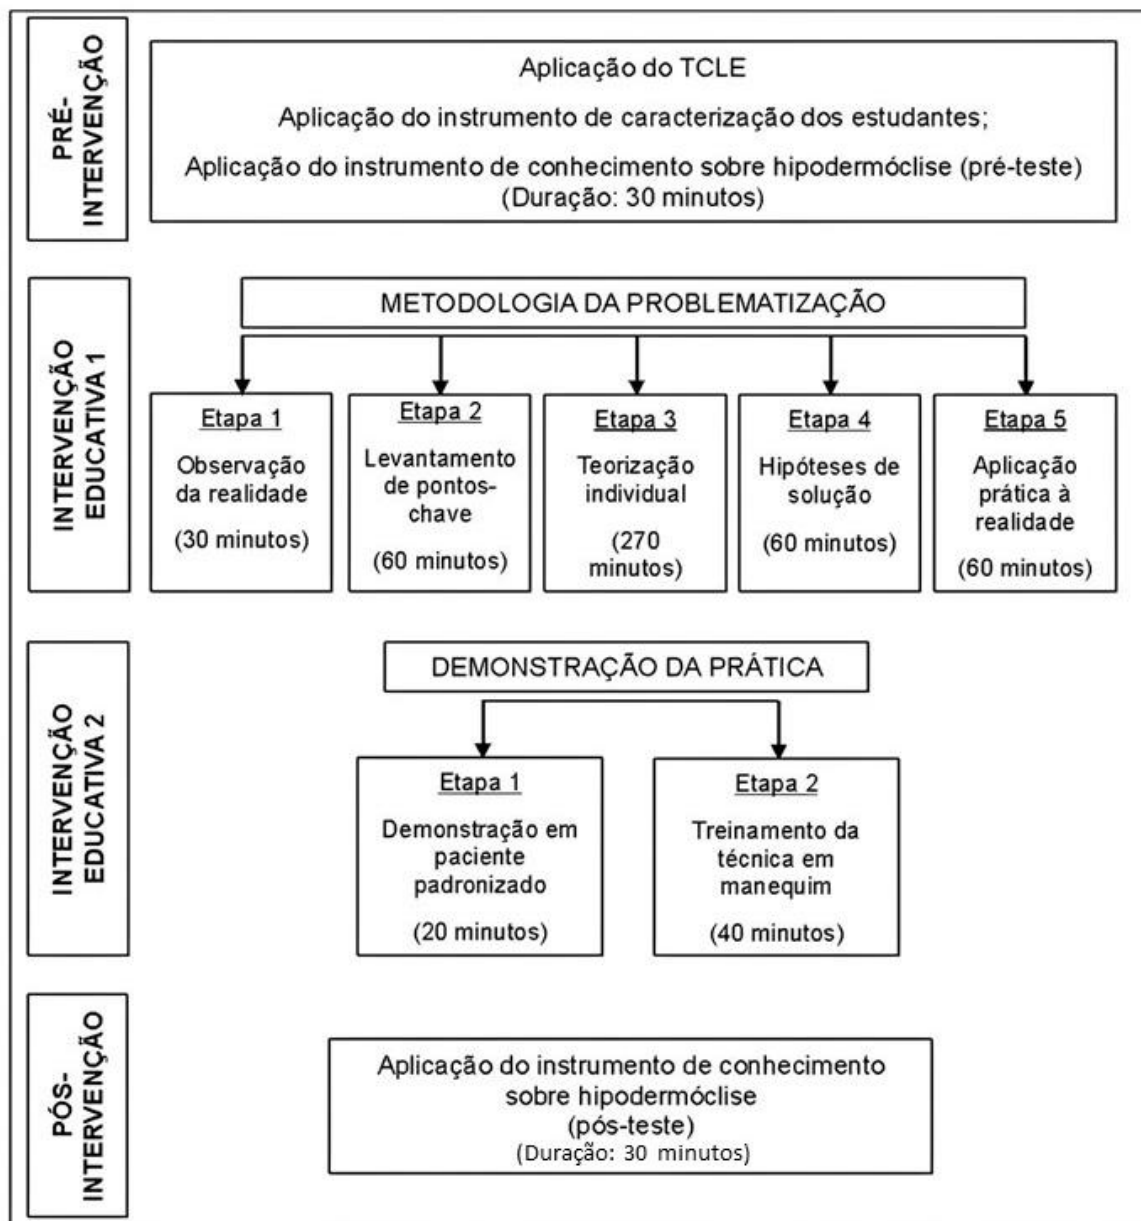 PRÉ-
INTERVENÇÃO
Aplicação do TCLE
Aplicação do instrumento de caracterização dos estudantes;
Aplicação do instrumento de conhecimento sobre hipodermóclise (pré-teste)
(Duração: 30 minutos)
INTERVENÇÃO
EDUCATIVA 1
METODOLOGIA DA PROBLEMATIZAÇÃO
Etapa 1
Observação
da realidade
(30 minutos)
Etapa 2
Levantamento
de pontos-
chave
(60 minutos)
Etapa 3
Teorização
individual
(270
minutos)
Etapa 4
Hipóteses de
solução
(60 minutos)
Etapa 5
Aplicação
prática à
realidade
(60 minutos)
INTERVENÇÃO
EDUCATIVA 2
DEMONSTRAÇÃO DA PRÁTICA
Etapa 1
Demonstração em
paciente
padronizado
(20 minutos)
Etapa 2
Treinamento da
técnica em
manequim
(40 minutos)
PÓS-
INTERVENÇÃO
Aplicação do instrumento de conhecimento
sobre hipodermóclise
(pós-teste)
(Duração: 30 minutos)